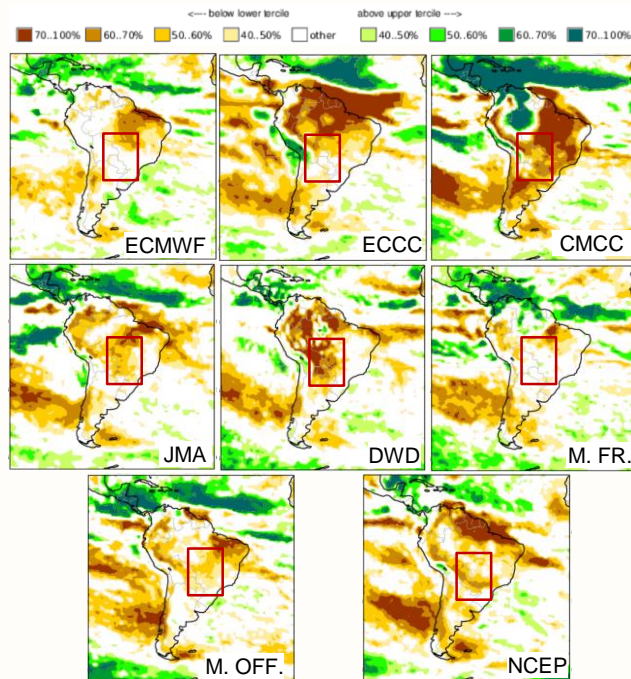 <---- below lower tercile above upper tercile ---->
70..100% 60..70% 50..60% 40..50% other 40..50% 50..60% 60..70% 70..100%
ECMWF ECCC CMCC
JMA DWD M. FR.
M. OFF. NCEP